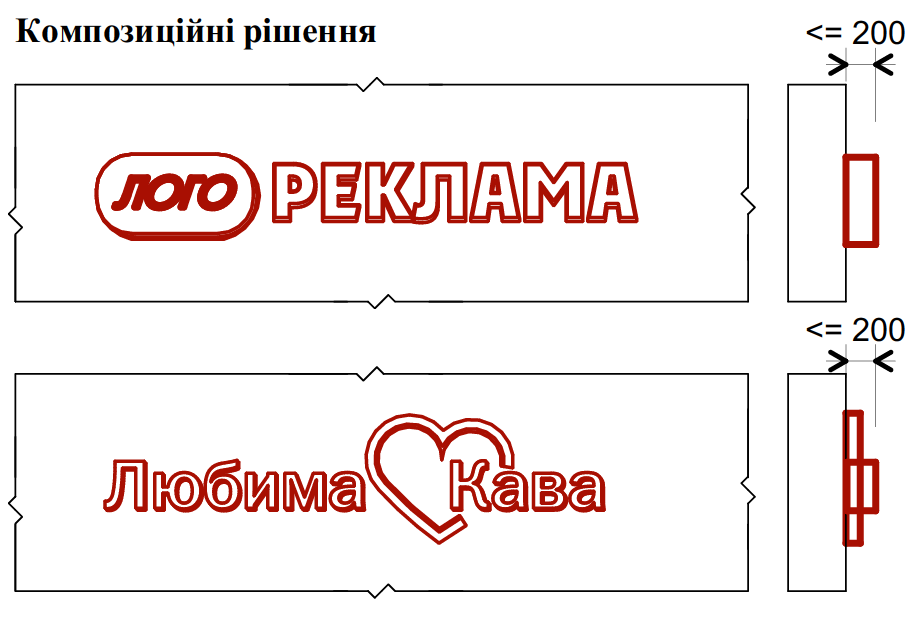 Композиційні рішення
<= 200
ЛОГО РЕКЛАМА
<= 200
Любима Кава